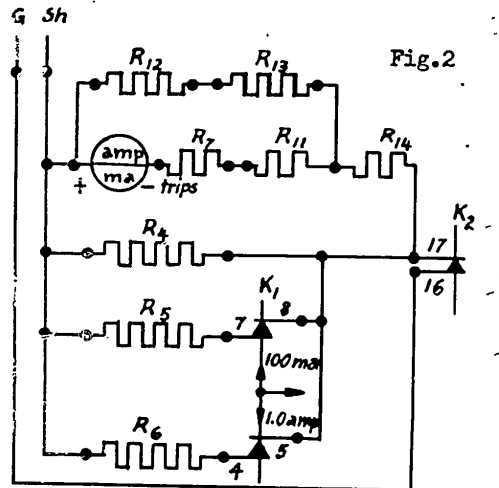 G Sh
Fig.2
R12 R13
R7 R11 R14
amp
ma
+ - trips
K2
R4
17
16
K1
R5 7 8
100 ma
1.0 amp
R6
4 5